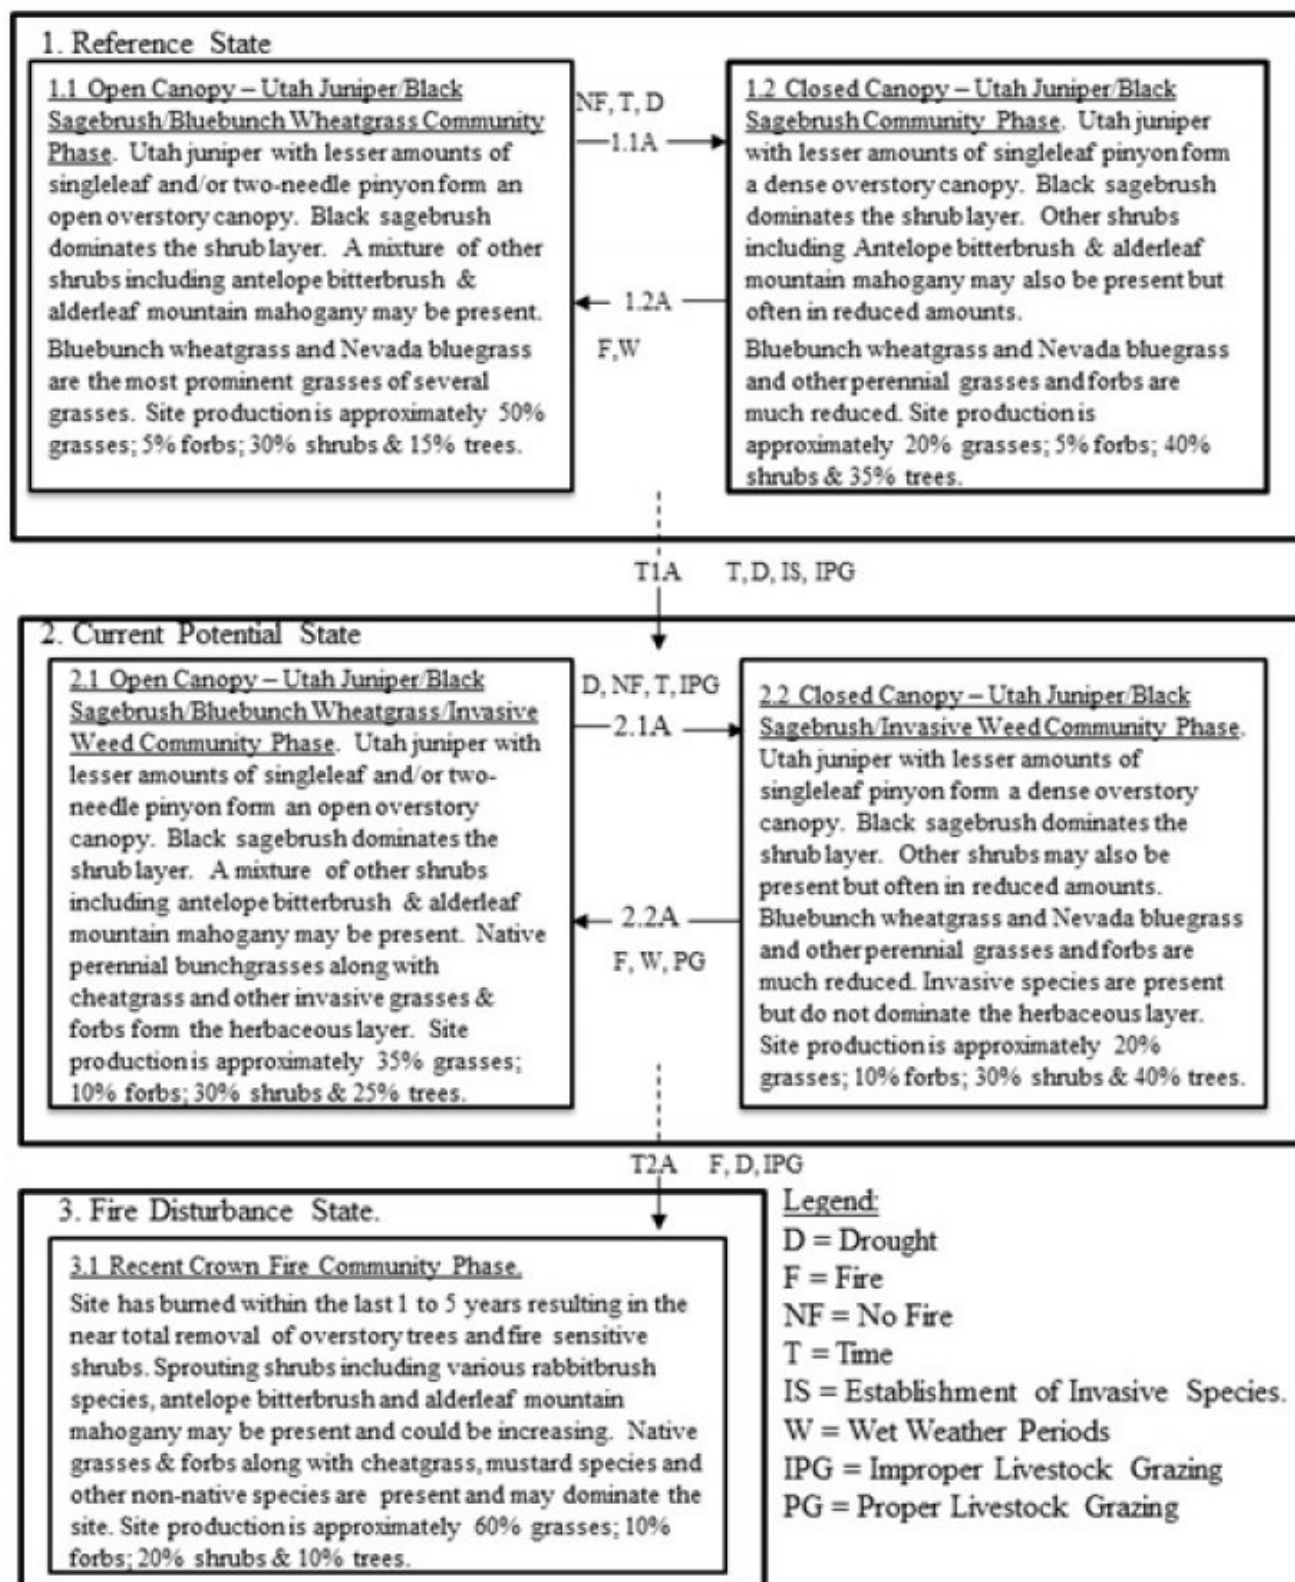 1. Reference State
1.1 Open Canopy – Utah Juniper/Black
Sagebrush/Bluebunch Wheatgrass Community
Phase. Utah juniper with lesser amounts of
singleleaf and/or two-needle pinyon form an
open overstory canopy. Black sagebrush
dominates the shrub layer. A mixture of other
shrubs including antelope bitterbrush &
alderleaf mountain mahogany may be present.
Bluebunch wheatgrass and Nevada bluegrass
are the most prominent grasses of several
grasses. Site production is approximately 50%
grasses; 5% forbs; 30% shrubs & 15% trees.
NF, T, D
1.1A
1.2A
F,W
1.2 Closed Canopy – Utah Juniper/Black
Sagebrush Community Phase. Utah juniper
with lesser amounts of singleleaf pinyon form
a dense overstory canopy. Black sagebrush
dominates the shrub layer. Other shrubs
including Antelope bitterbrush & alderleaf
mountain mahogany may also be present but
often in reduced amounts.
Bluebunch wheatgrass and Nevada bluegrass
and other perennial grasses and forbs are
much reduced. Site production is
approximately 20% grasses; 5% forbs; 40%
shrubs & 35% trees.
T1A T, D, IS, IPG
2. Current Potential State
2.1 Open Canopy – Utah Juniper/Black
Sagebrush/Bluebunch Wheatgrass/Invasive
Weed Community Phase. Utah juniper with
lesser amounts of singleleaf and/or two-
needle pinyon form an open overstory
canopy. Black sagebrush dominates the
shrub layer. A mixture of other shrubs
including antelope bitterbrush & alderleaf
mountain mahogany may be present. Native
perennial bunchgrasses along with
cheatgrass and other invasive grasses &
forbs form the herbaceous layer. Site
production is approximately 35% grasses;
10% forbs; 30% shrubs & 25% trees.
D, NF, T, IPG
2.1A
2.2A
F, W, PG
2.2 Closed Canopy – Utah Juniper/Black
Sagebrush/Invasive Weed Community Phase.
Utah juniper with lesser amounts of
singleleaf pinyon form a dense overstory
canopy. Black sagebrush dominates the
shrub layer. Other shrubs may also be
present but often in reduced amounts.
Bluebunch wheatgrass and Nevada bluegrass
and other perennial grasses and forbs are
much reduced. Invasive species are present
but do not dominate the herbaceous layer.
Site production is approximately 20%
grasses; 10% forbs; 30% shrubs & 40% trees.
T2A F, D, IPG
3. Fire Disturbance State.
3.1 Recent Crown Fire Community Phase.
Site has burned within the last 1 to 5 years resulting in the
near total removal of overstory trees and fire sensitive
shrubs. Sprouting shrubs including various rabbitbrush
species, antelope bitterbrush and alderleaf mountain
mahogany may be present and could be increasing. Native
grasses & forbs along with cheatgrass, mustard species and
other non-native species are present and may dominate the
site. Site production is approximately 60% grasses; 10%
forbs; 20% shrubs & 10% trees.
Legend:
D = Drought
F = Fire
NF = No Fire
T = Time
IS = Establishment of Invasive Species.
W = Wet Weather Periods
IPG = Improper Livestock Grazing
PG = Proper Livestock Grazing